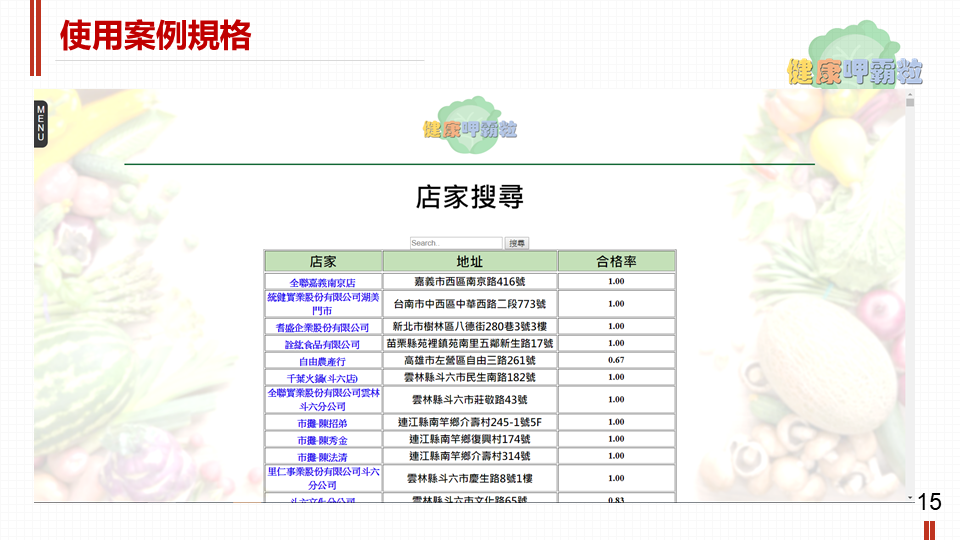 使用案例規格
健康呷霸粒
MENU
健康呷霸粒
店家搜尋
Search..
搜尋
店家 地址 合格率
全聯嘉義南京店 嘉義市西區南京路416號 1.00
統健實業股份有限公司湖美
門市 台南市中西區中華西路二段773號 1.00
耆盛企業股份有限公司 新北市樹林區八德街280巷3號3樓 1.00
詮紘食品有限公司 苗栗縣苑裡鎮苑南里五鄰新生路17號 1.00
自由農產行 高雄市左營區自由三路261號 0.67
千葉火鍋(斗六店) 雲林縣斗六市民生南路182號 1.00
全聯實業股份有限公司雲林
斗六分公司 雲林縣斗六市莊敬路43號 1.00
市攤-陳招弟 連江縣南竿鄉介壽村245-1號5F 1.00
市攤-陳秀金 連江縣南竿鄉復興村174號 1.00
市攤-陳法清 連江縣南竿鄉介壽村314號 1.00
里仁事業股份有限公司斗六
分公司 雲林縣斗六市慶生路8號1樓 1.00
斗六文化分公司 雲林縣斗六市文化路65號 0.83
15